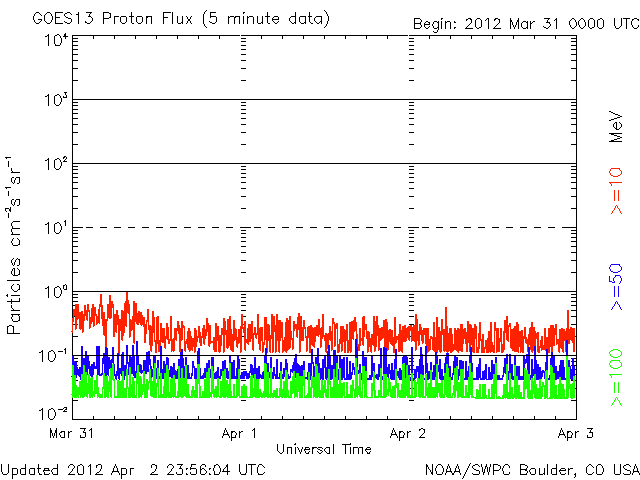 GOES13 Proton Flux (5 minute data)
Begin: 2012 Mar 31 0000 UTC
Particles cm⁻²s⁻¹sr⁻¹
10⁴
10³
10²
10¹
10⁰
10⁻¹
10⁻²
Mar 31
Apr 1
Apr 2
Apr 3
Universal Time
MeV
>=10
>=50
>=100
Updated 2012 Apr 2 23:56:04 UTC
NOAA/SWPC Boulder, CO USA